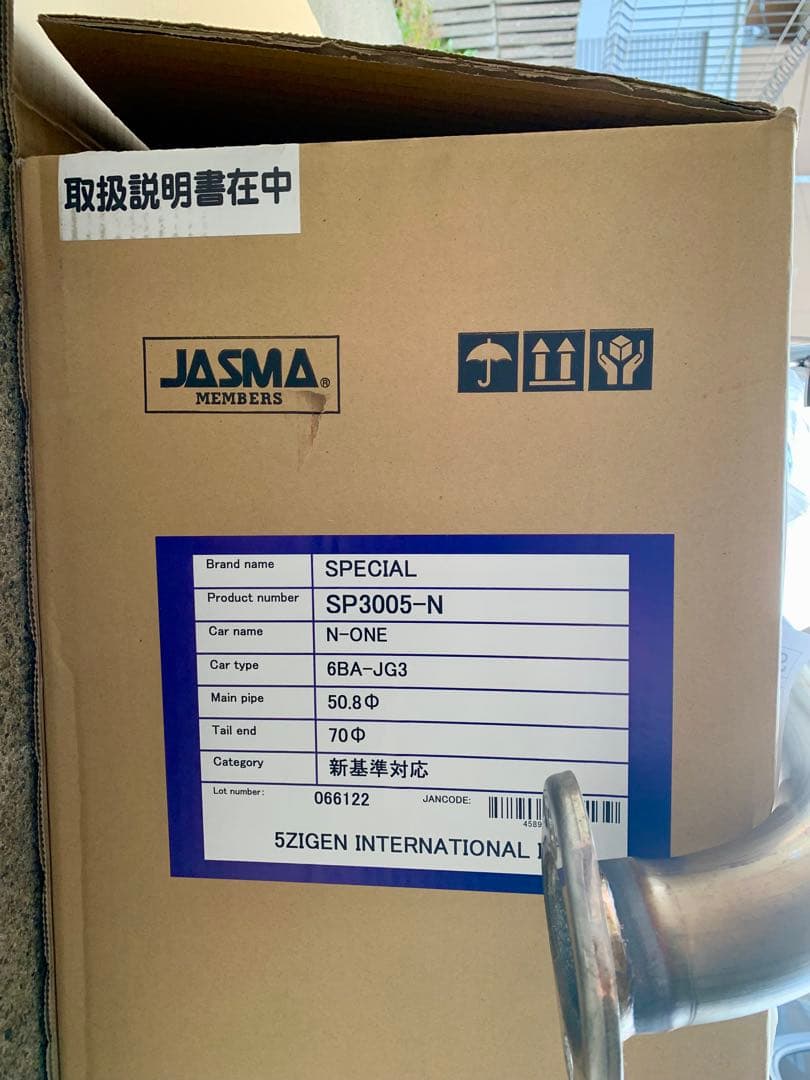 取扱説明書在中
JASMA®
MEMBERS
Brand name SPECIAL
Product number SP3005-N
Car name N-ONE
Car type 6BA-JG3
Main pipe 50.8Φ
Tail end 70Φ
Category 新基準対応
Lot number: 066122 JANCODE:
4589
5ZIGEN INTERNATIONAL